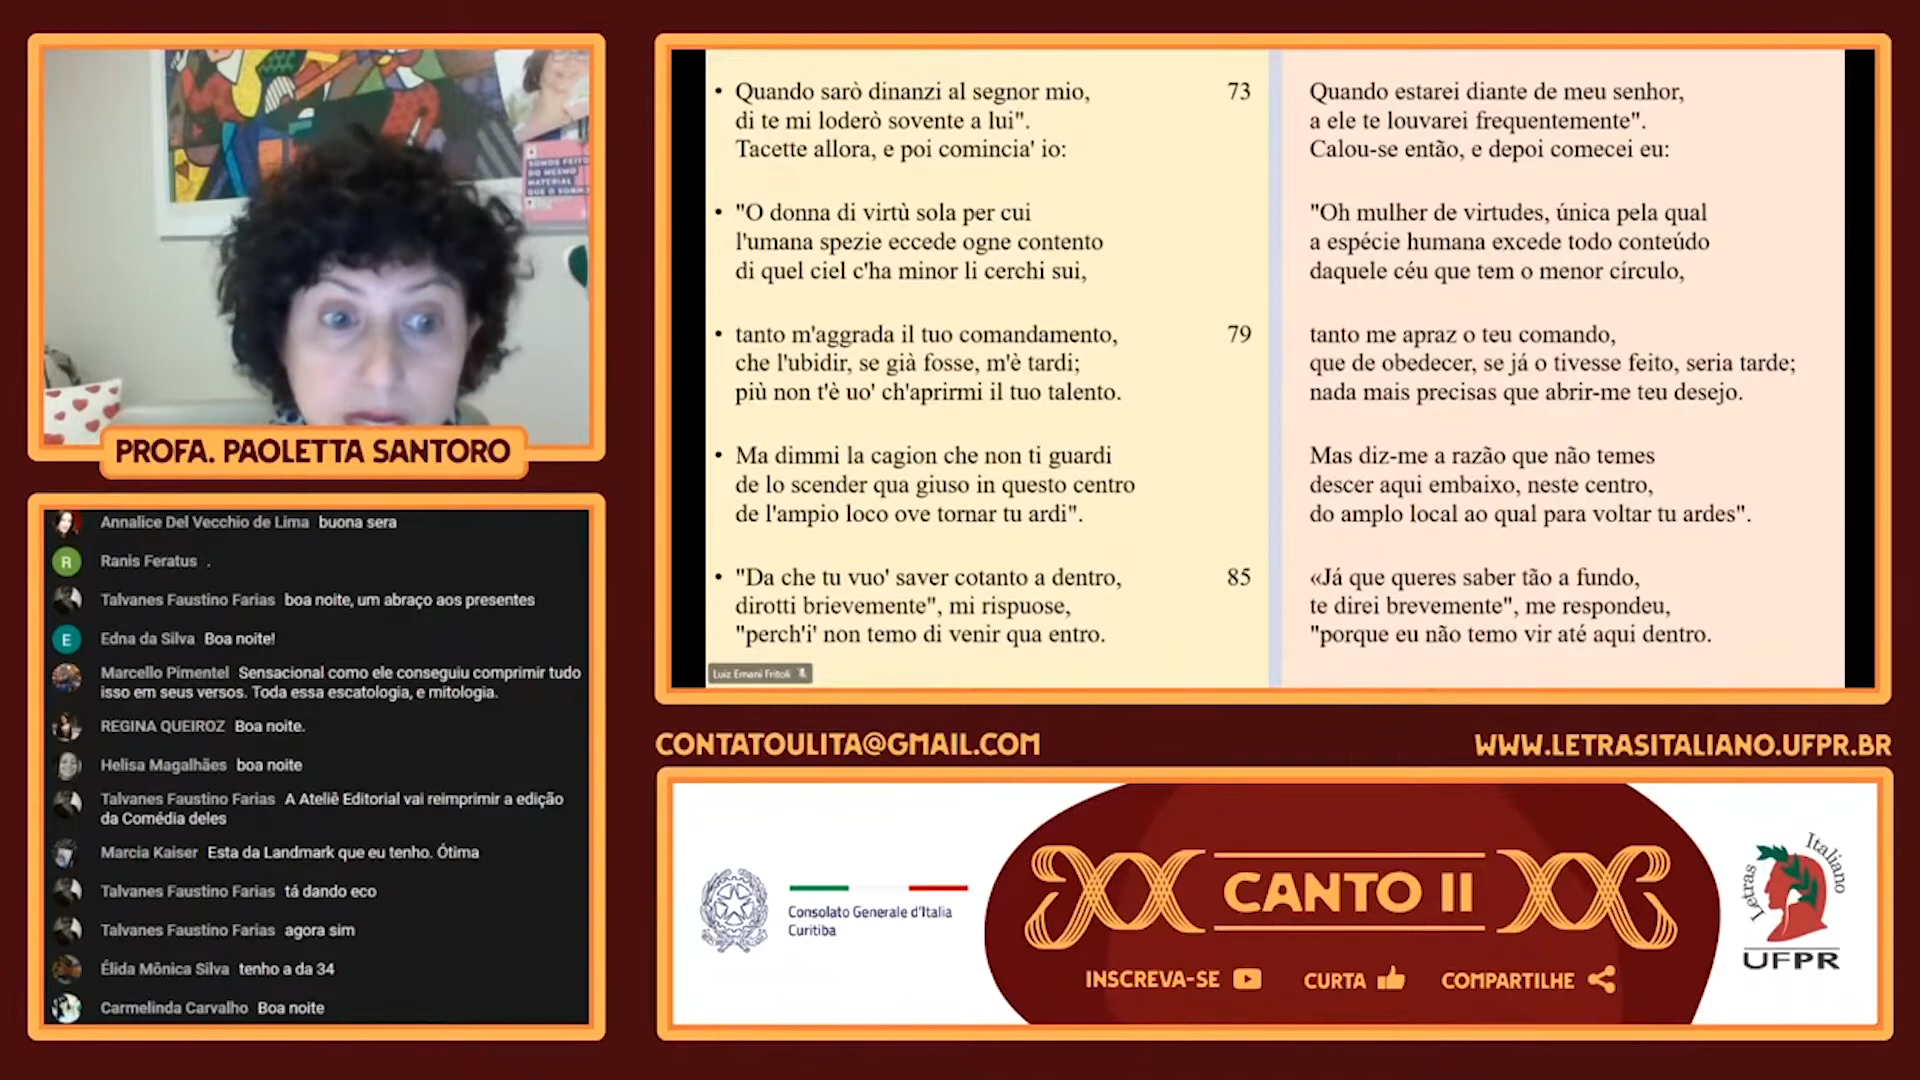 SOMOS FEITO
DO MESMO
MATERIAL
QUE O SONHO
PROFA. PAOLETTA SANTORO
Annalice Del Vecchio de Lima buona sera
R
Ranis Feratus .
Talvanes Faustino Farias boa noite, um abraço aos presentes
E
Edna da Silva Boa noite!
Marcello Pimentel Sensacional como ele conseguiu comprimir tudo
isso em seus versos. Toda essa escatologia, e mitologia.
REGINA QUEIROZ Boa noite.
Helisa Magalhães boa noite
Talvanes Faustino Farias A Ateliê Editorial vai reimprimir a edição
da Comédia deles
Marcia Kaiser Esta da Landmark que eu tenho. Ótima
Talvanes Faustino Farias tá dando eco
Talvanes Faustino Farias agora sim
Élida Mônica Silva tenho a da 34
Carmelinda Carvalho Boa noite
• Quando sarò dinanzi al segnor mio, 73
di te mi loderò sovente a lui".
Tacette allora, e poi comincia' io:
• "O donna di virtù sola per cui
l'umana spezie eccede ogne contento
di quel ciel c'ha minor li cerchi sui,
• tanto m'aggrada il tuo comandamento, 79
che l'ubidir, se già fosse, m'è tardi;
più non t'è uo' ch'aprirmi il tuo talento.
• Ma dimmi la cagion che non ti guardi
de lo scender qua giuso in questo centro
de l'ampio loco ove tornar tu ardi".
• "Da che tu vuo' saver cotanto a dentro, 85
dirotti brievemente", mi rispuose,
"perch'i' non temo di venir qua entro.
Quando estarei diante de meu senhor,
a ele te louvarei frequentemente".
Calou-se então, e depois comecei eu:
"Oh mulher de virtudes, única pela qual
a espécie humana excede todo conteúdo
daquele céu que tem o menor círculo,
tanto me apraz o teu comando,
que de obedecer, se já o tivesse feito, seria tarde;
nada mais precisas que abrir-me teu desejo.
Mas diz-me a razão que não temes
descer aqui embaixo, neste centro,
do amplo local ao qual para voltar tu ardes".
«Já que queres saber tão a fundo,
te direi brevemente", me respondeu,
"porque eu não temo vir até aqui dentro.
Luiz Ernani Fritoli
CONTATOULITA@GMAIL.COM
WWW.LETRASITALIANO.UFPR.BR
Consolato Generale d'Italia
Curitiba
CANTO II
INSCREVA-SE CURTA COMPARTILHE
Letras Italiano
UFPR